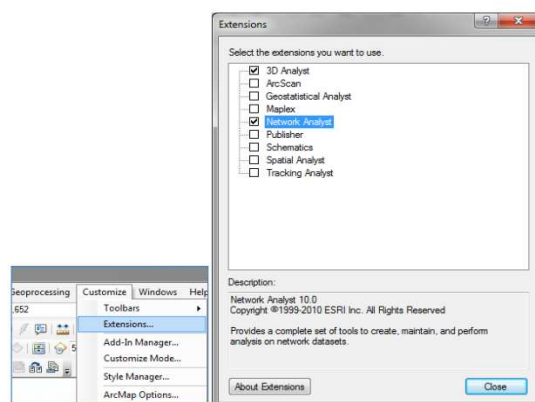 Extensions
Select the extensions you want to use.
3D Analyst
ArcScan
Geostatistical Analyst
Maplex
Network Analyst
Publisher
Schematics
Spatial Analyst
Tracking Analyst
Description:
Network Analyst 10.0
Copyright ©1999-2010 ESRI Inc. All Rights Reserved
Provides a complete set of tools to create, maintain, and perform
analysis on network datasets.
About Extensions Close
Geoprocessing Customize Windows Help
,652 Toolbars
Extensions...
Add-In Manager...
5 Customize Mode...
Style Manager...
ArcMap Options...